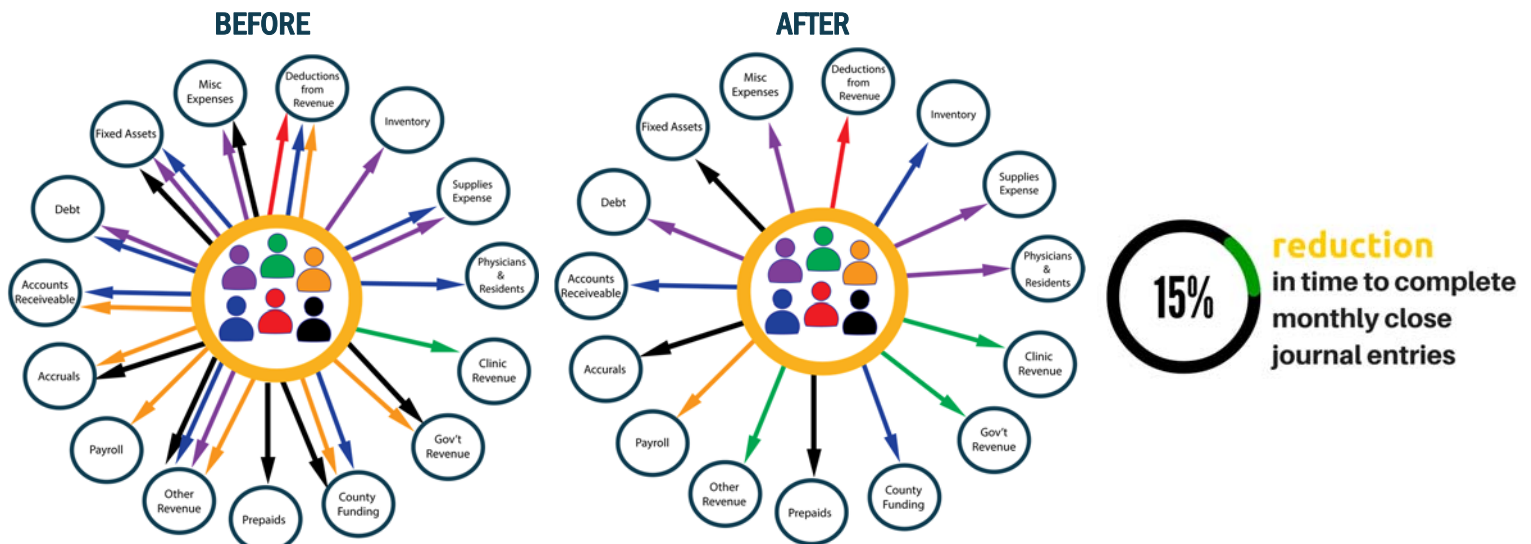 BEFORE
Misc
Expenses
Deductions
from
Revenue
Inventory
Fixed Assets
Supplies
Expense
Debt
Physicians
&
Residents
Accounts
Receiveable
Clinic
Revenue
Accruals
Gov't
Revenue
Payroll
Other
Revenue
Prepaids
County
Funding
AFTER
Misc
Expenses
Deductions
from
Revenue
Inventory
Fixed Assets
Supplies
Expense
Debt
Physicians
&
Residents
Accounts
Receiveable
Clinic
Revenue
Accurals
Gov't
Revenue
Payroll
Other
Revenue
Prepaids
County
Funding
15%
reduction
in time to complete
monthly close
journal entries